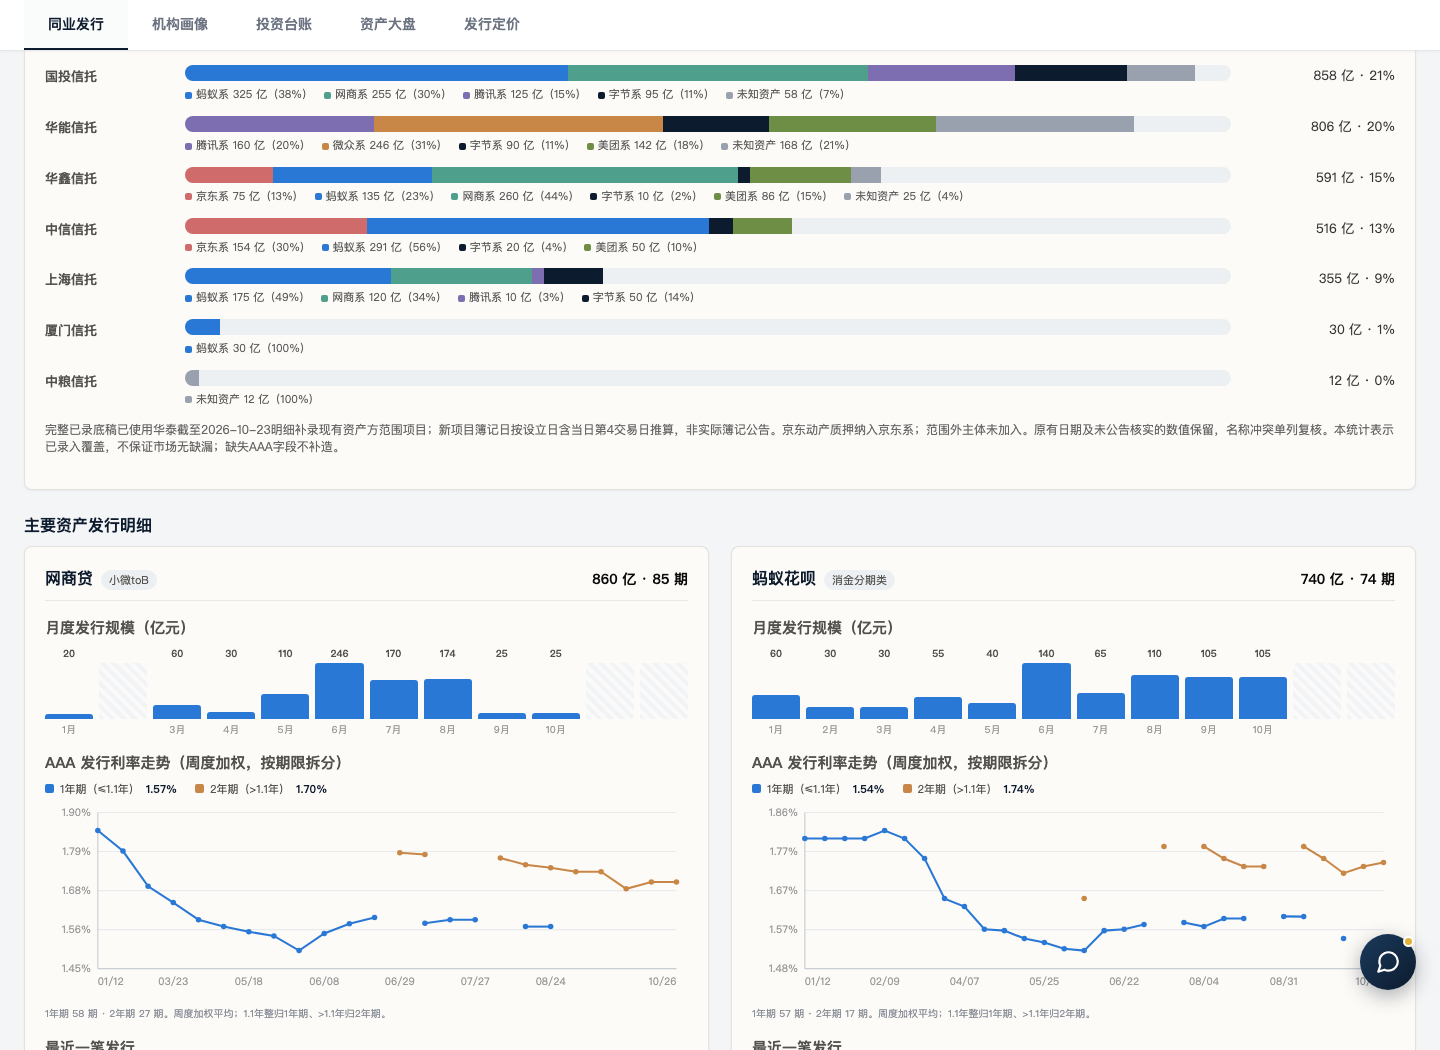 同业发行 机构画像 投资台账 资产大盘 发行定价
国投信托 858 亿 · 21%
蚂蚁系 325 亿（38%） 网商系 255 亿（30%） 腾讯系 125 亿（15%） 字节系 95 亿（11%） 未知资产 58 亿（7%）
华能信托 806 亿 · 20%
腾讯系 160 亿（20%） 微众系 246 亿（31%） 字节系 90 亿（11%） 美团系 142 亿（18%） 未知资产 168 亿（21%）
华鑫信托 591 亿 · 15%
京东系 75 亿（13%） 蚂蚁系 135 亿（23%） 网商系 260 亿（44%） 字节系 10 亿（2%） 美团系 86 亿（15%） 未知资产 25 亿（4%）
中信信托 516 亿 · 13%
京东系 154 亿（30%） 蚂蚁系 291 亿（56%） 字节系 20 亿（4%） 美团系 50 亿（10%）
上海信托 355 亿 · 9%
蚂蚁系 175 亿（49%） 网商系 120 亿（34%） 腾讯系 10 亿（3%） 字节系 50 亿（14%）
厦门信托 30 亿 · 1%
蚂蚁系 30 亿（100%）
中粮信托 12 亿 · 0%
未知资产 12 亿（100%）
完整已录底稿已使用华泰截至2026-10-23明细补录现有资产方范围项目；新项目簿记日按设立日含当日第4交易日推算，非实际簿记公告。京东动产质押纳入京东系；范围外主体未加入。原有日期及未公告核实的数值保留，名称冲突单列复核。本统计表示
已录入覆盖，不保证市场无缺漏；缺失AAA字段不补造。
主要资产发行明细
网商贷 小微toB 860 亿 · 85 期
月度发行规模（亿元）
20 60 30 110 246 170 174 25 25
1月 3月 4月 5月 6月 7月 8月 9月 10月
AAA 发行利率走势（周度加权，按期限拆分）
1年期（≤1.1年） 1.57% 2年期（>1.1年） 1.70%
1.90%
1.79%
1.68%
1.56%
1.45%
01/12 03/23 05/18 06/08 06/29 07/27 08/24 10/26
1年期 58 期 · 2年期 27 期。周度加权平均；1.1年整归1年期、>1.1年归2年期。
最近一笔发行
蚂蚁花呗 消金分期类 740 亿 · 74 期
月度发行规模（亿元）
60 30 30 55 40 140 65 110 105 105
1月 2月 3月 4月 5月 6月 7月 8月 9月 10月
AAA 发行利率走势（周度加权，按期限拆分）
1年期（≤1.1年） 1.54% 2年期（>1.1年） 1.74%
1.86%
1.77%
1.67%
1.57%
1.48%
01/12 02/09 04/07 05/25 06/22 08/04 08/31 10/
1年期 57 期 · 2年期 17 期。周度加权平均；1.1年整归1年期、>1.1年归2年期。
最近一笔发行